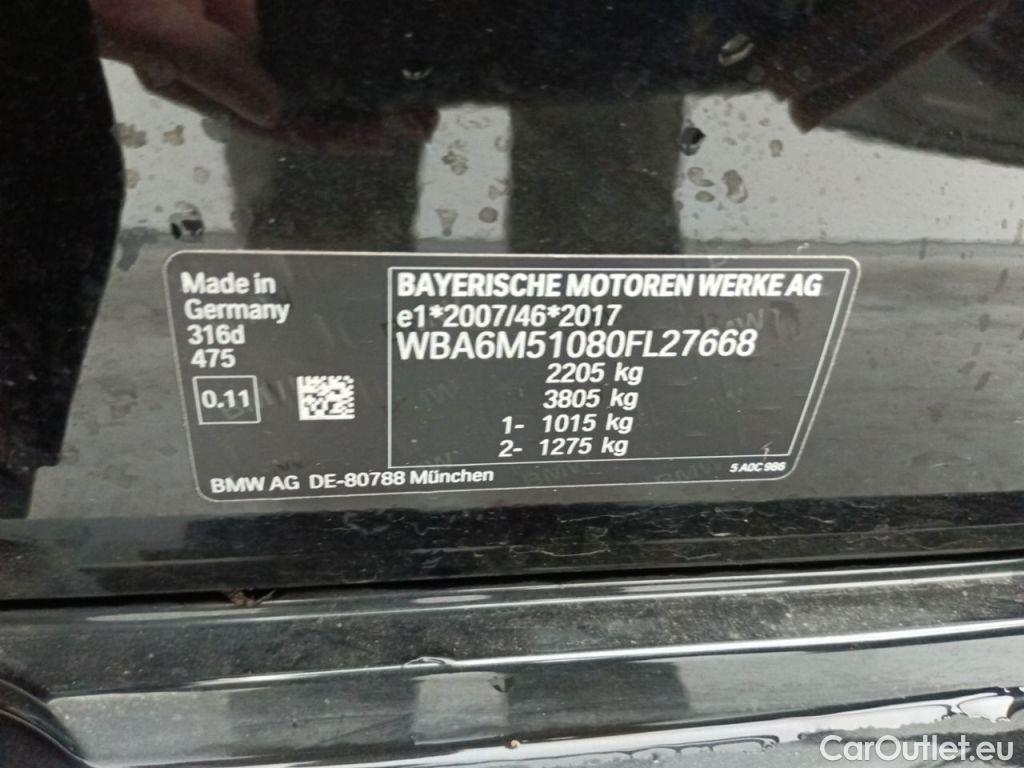 Made in
Germany
316d
475
0.11
BAYERISCHE MOTOREN WERKE AG
e1*2007/46*2017
WBA6M51080FL27668
2205 kg
3805 kg
1- 1015 kg
2- 1275 kg
BMW AG DE-80788 München
5 A0C 986
CarOutlet.eu